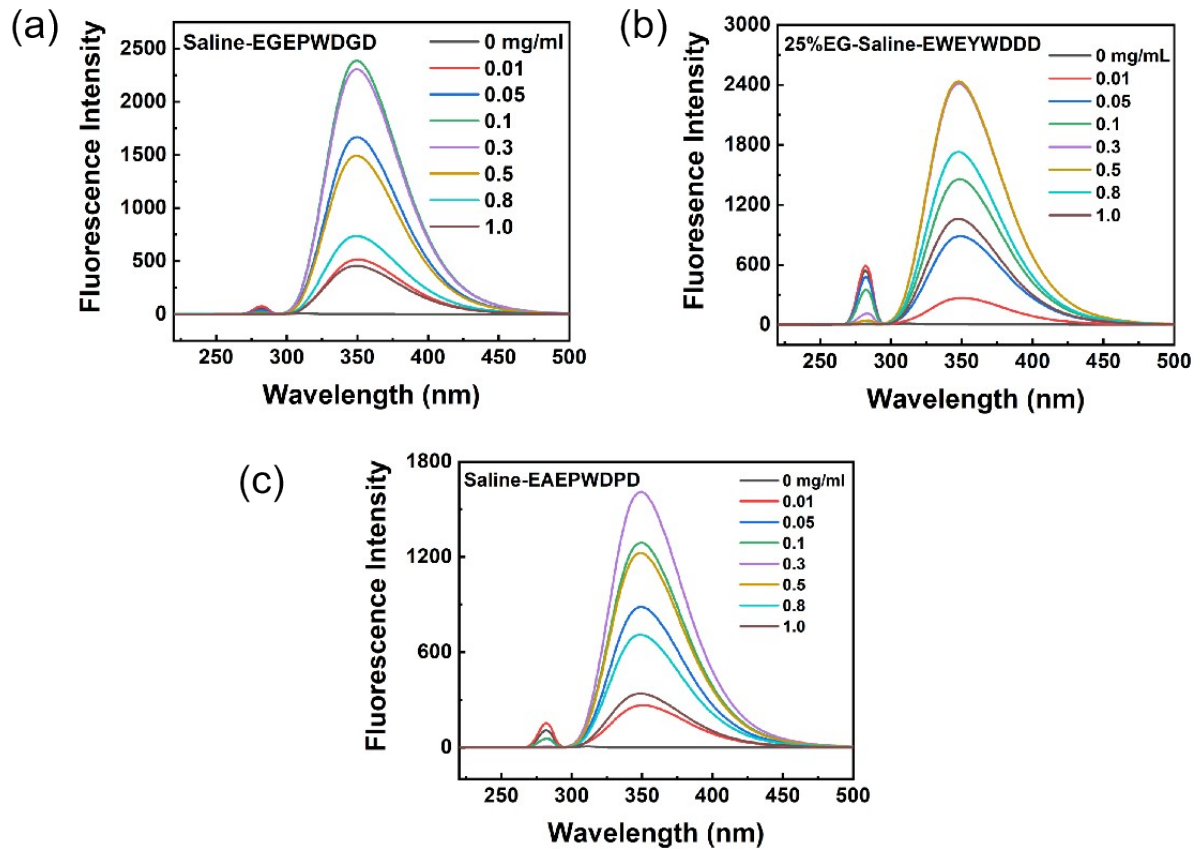 (a)
Saline-EGEPWDGD
0 mg/ml
0.01
0.05
0.1
0.3
0.5
0.8
1.0
2500
2000
1500
1000
500
0
Fluorescence Intensity
250 300 350 400 450 500
Wavelength (nm)
(b)
25%EG-Saline-EWEYWDDD
0 mg/mL
0.01
0.05
0.1
0.3
0.5
0.8
1.0
3000
2400
1800
1200
600
0
Fluoresence Intensity
250 300 350 400 450 500
Wavelength (nm)
(c)
Saline-EAEPWDPD
0 mg/ml
0.01
0.05
0.1
0.3
0.5
0.8
1.0
1800
1200
600
0
Fluorescence Intensity
250 300 350 400 450 500
Wavelength (nm)